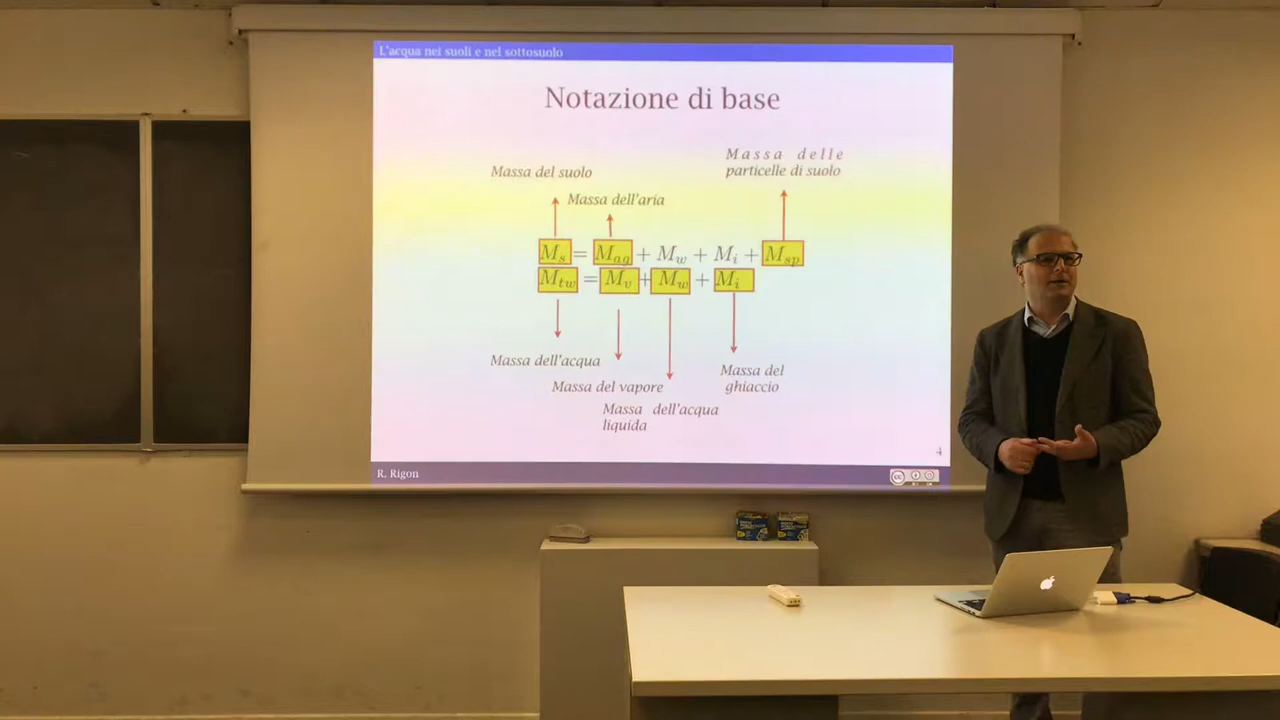 L'acqua nei suoli e nel sottosuolo
Notazione di base
Massa delle
particelle di suolo
Massa del suolo
Massa dell'aria
M_s = M_ag + M_w + M_i + M_sp
M_tw = M_v + M_w + M_i
Massa dell'acqua
Massa del vapore
Massa del
ghiaccio
Massa dell'acqua
liquida
4
R. Rigon
cc